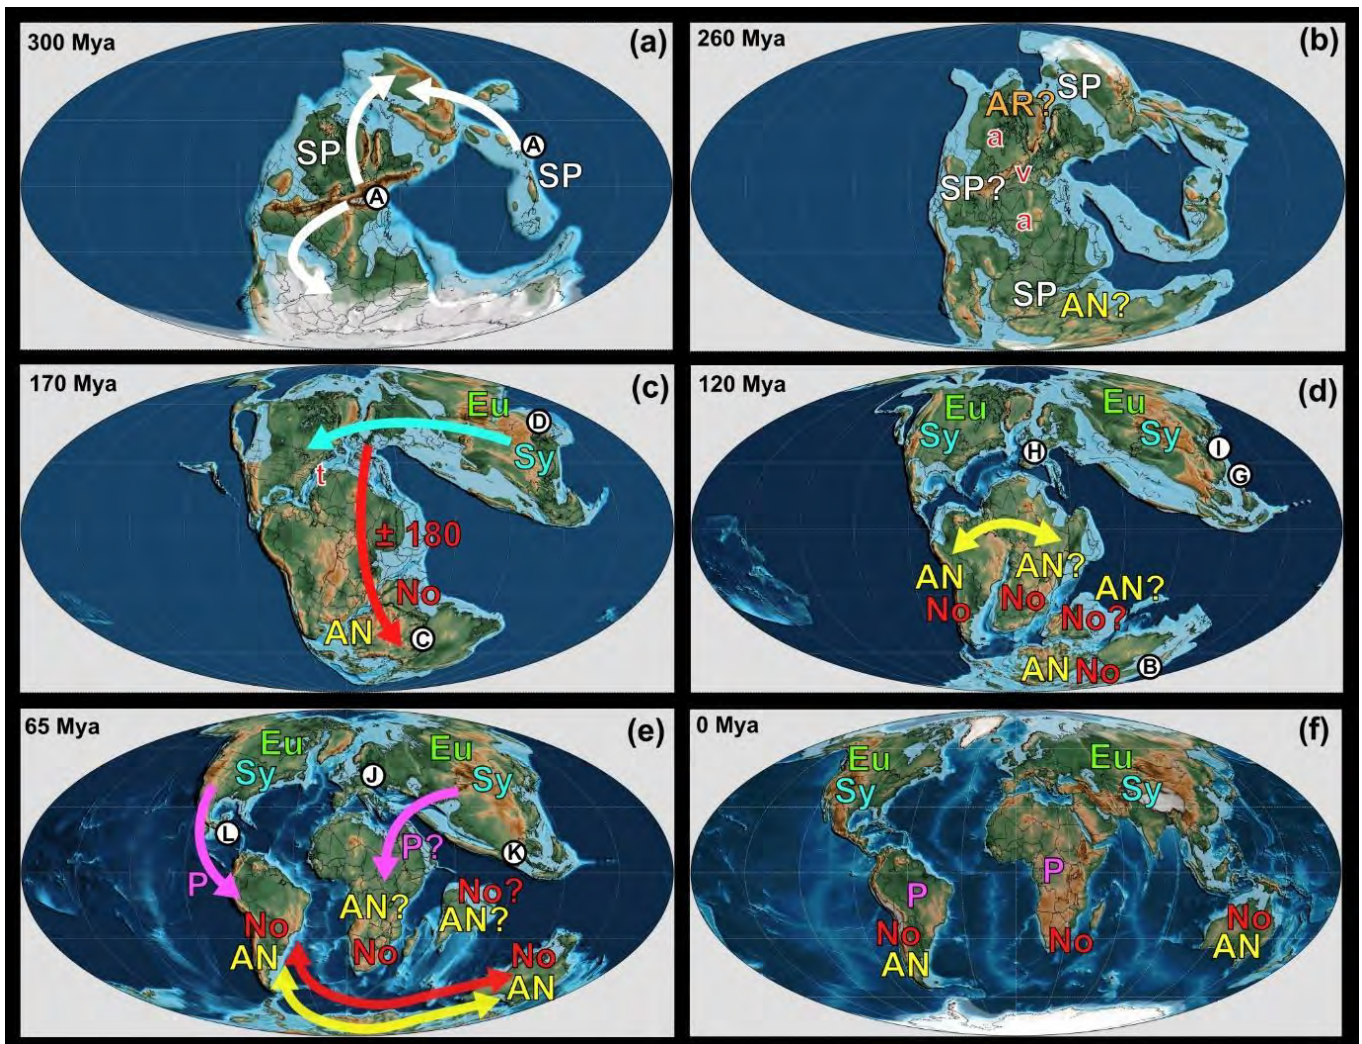 300 Mya
(a)
A
SP
SP
A
260 Mya
(b)
SP
AR?
a
v
SP?
a
SP
AN?
170 Mya
(c)
Eu
D
Sy
t
± 180
No
AN
C
120 Mya
(d)
Eu
Eu
Sy
Sy
H
I
G
AN?
AN
AN?
No
No
No?
AN
No
B
65 Mya
(e)
Eu
Eu
J
Sy
Sy
L
P?
K
P
No?
AN?
AN?
No
No
No
AN
AN
0 Mya
(f)
Eu
Eu
Sy
Sy
P
P
No
No
No
AN
AN